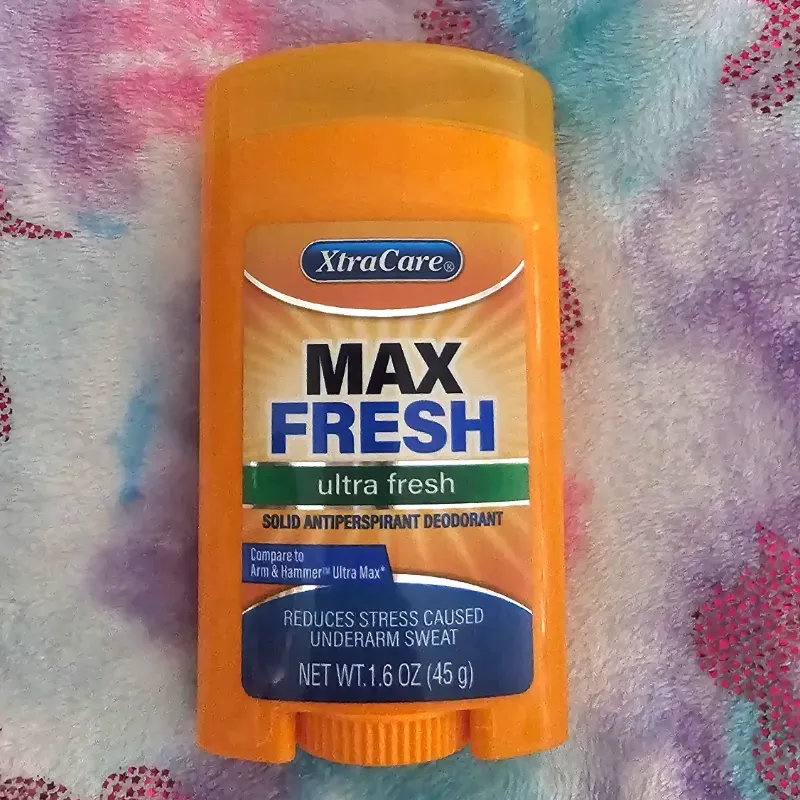 XtraCare®
MAX
FRESH
ultra fresh
SOLID ANTIPERSPIRANT DEODORANT
Compare to
Arm & Hammer™ Ultra Max*
REDUCES STRESS CAUSED
UNDERARM SWEAT
NET WT.1.6 OZ (45 g)